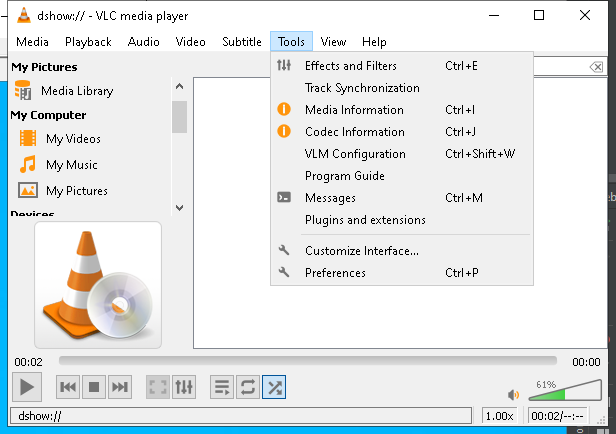 dshow:// - VLC media player
Media Playback Audio Video Subtitle Tools View Help
My Pictures
Media Library
My Computer
My Videos
My Music
My Pictures
Devices
Effects and Filters Ctrl+E
Track Synchronization
Media Information Ctrl+I
Codec Information Ctrl+J
VLM Configuration Ctrl+Shift+W
Program Guide
Messages Ctrl+M
Plugins and extensions
Customize Interface...
Preferences Ctrl+P
00:02 00:00
61%
dshow:// 1.00x 00:02/--:--